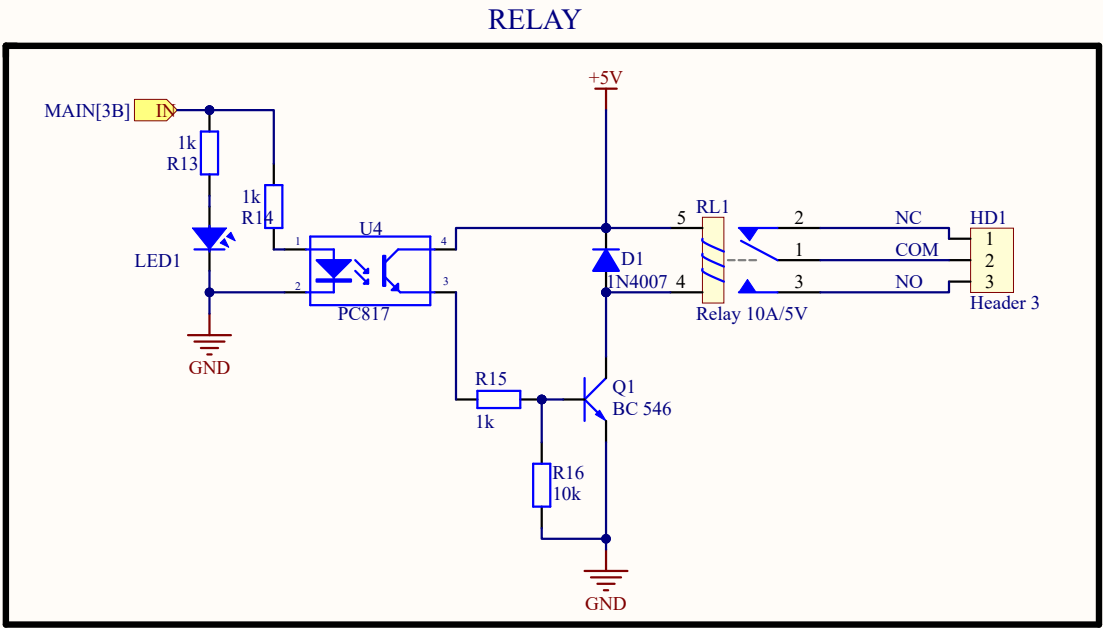 RELAY
+5V
MAIN[3B] IN
1k
R13
1k
R14
LED1
GND
U4
1
2
4
3
PC817
D1
1N4007
5
4
RL1
Relay 10A/5V
2
1
3
NC
COM
NO
HD1
1
2
3
Header 3
R15
1k
Q1
BC 546
R16
10k
GND